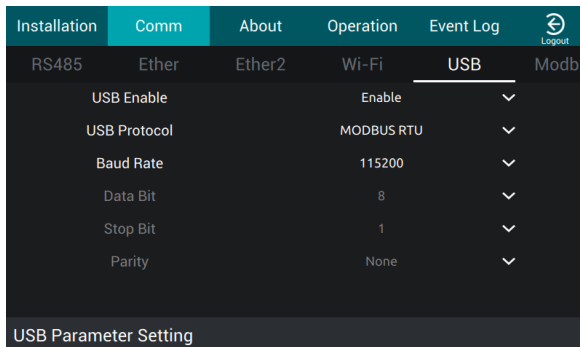 Installation Comm About Operation Event Log Logout
RS485 Ether Ether2 Wi-Fi USB Modb
USB Enable Enable
USB Protocol MODBUS RTU
Baud Rate 115200
Data Bit 8
Stop Bit 1
Parity None
USB Parameter Setting